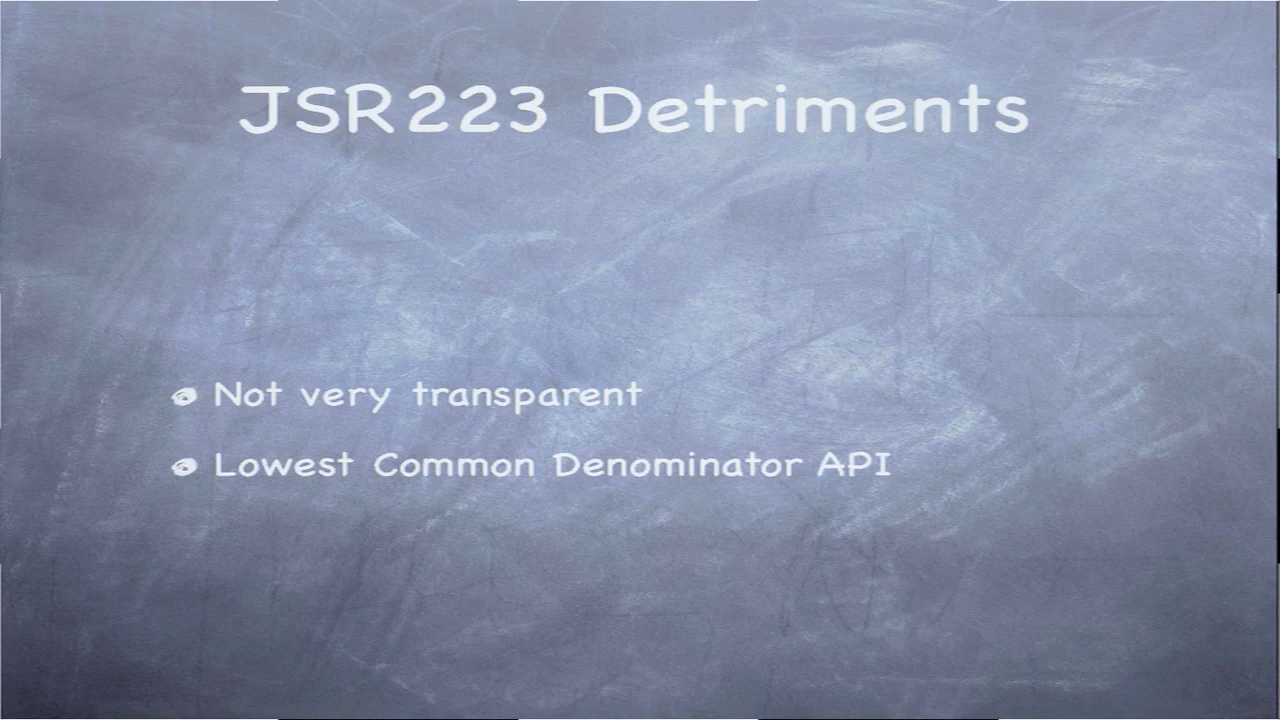 JSR223 Detriments
Not very transparent
Lowest Common Denominator API